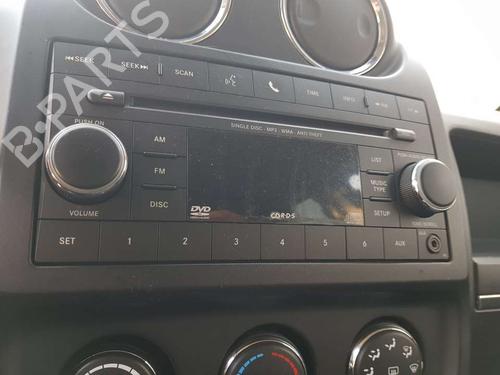 B-PARTS
SEEK
SEEK
SCAN
TIME
INFO
PUSH ON
SINGLE DISC - MP3 - WMA - ANTI-THEFT
AM
FM
DISC
VOLUME
DVD
LIST
MUSIC TYPE
SETUP
SET
1
2
3
4
5
6
AUX